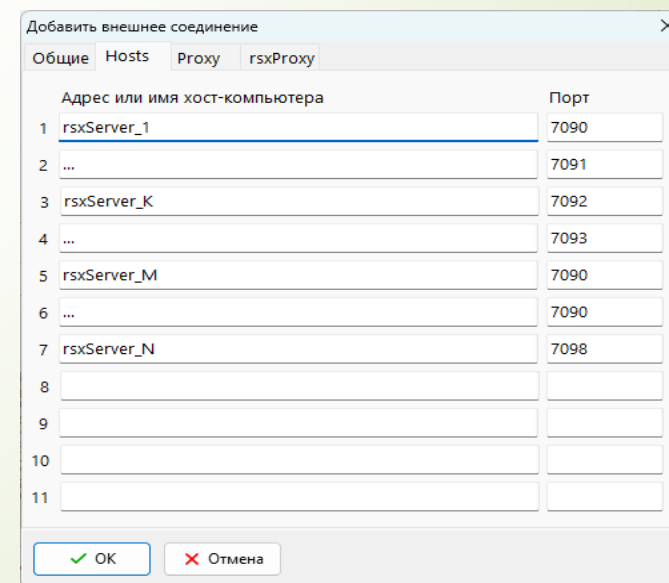 Добавить внешнее соединение
Общие Hosts Proxy rsxProxy
Адрес или имя хост-компьютера Порт
1 rsxServer_1 7090
2 ... 7091
3 rsxServer_K 7092
4 ... 7093
5 rsxServer_M 7090
6 ... 7090
7 rsxServer_N 7098
8
9
10
11
OK Отмена